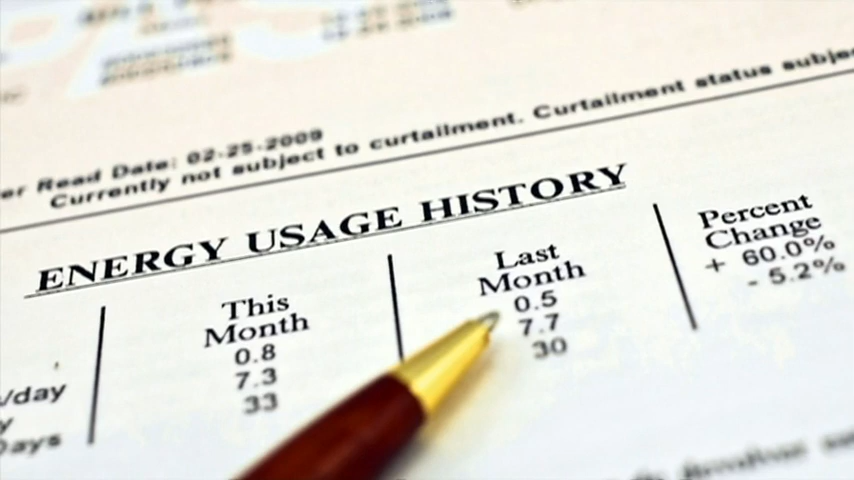 er Read Date: 02-25-2009
Currently not subject to curtailment. Curtailment status subje
ENERGY USAGE HISTORY
This Month Last Month Percent Change
/day 0.8 0.5 + 60.0%
y 7.3 7.7 - 5.2%
Days 33 30